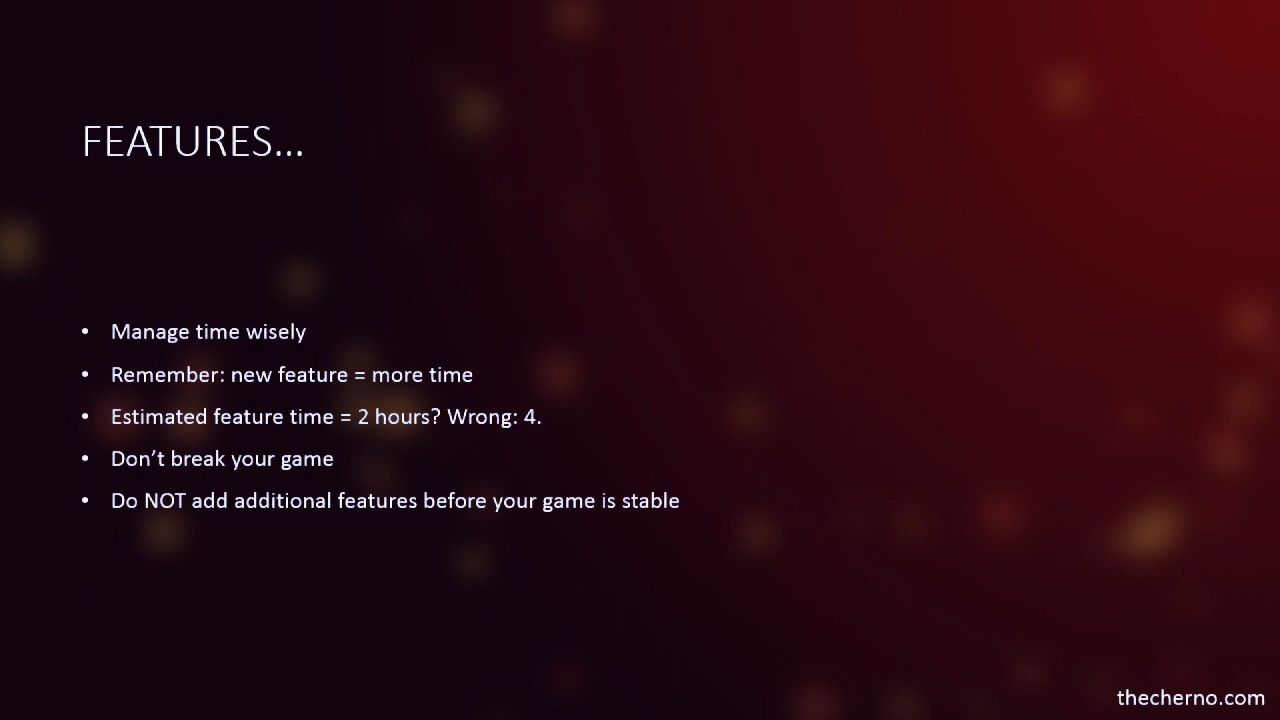 FEATURES...
• Manage time wisely
• Remember: new feature = more time
• Estimated feature time = 2 hours? Wrong: 4.
• Don’t break your game
• Do NOT add additional features before your game is stable
thecherno.com